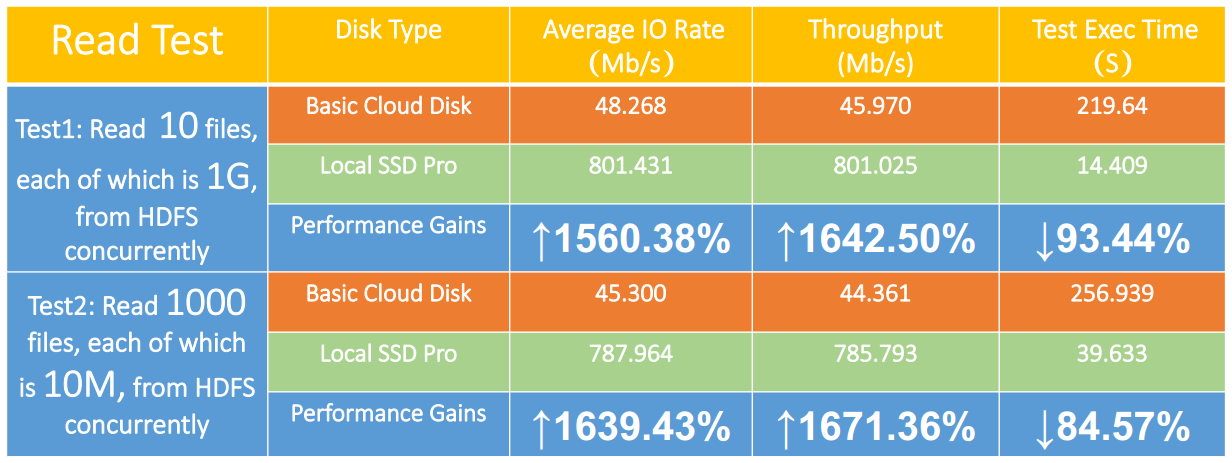 Read Test
Disk Type
Average IO Rate
(Mb/s)
Throughput
(Mb/s)
Test Exec Time
(S)
Test1: Read 10 files,
each of which is 1G,
from HDFS
concurrently
Basic Cloud Disk
48.268
45.970
219.64
Local SSD Pro
801.431
801.025
14.409
Performance Gains
↑1560.38%
↑1642.50%
↓93.44%
Test2: Read 1000
files, each of which
is 10M, from HDFS
concurrently
Basic Cloud Disk
45.300
44.361
256.939
Local SSD Pro
787.964
785.793
39.633
Performance Gains
↑1639.43%
↑1671.36%
↓84.57%